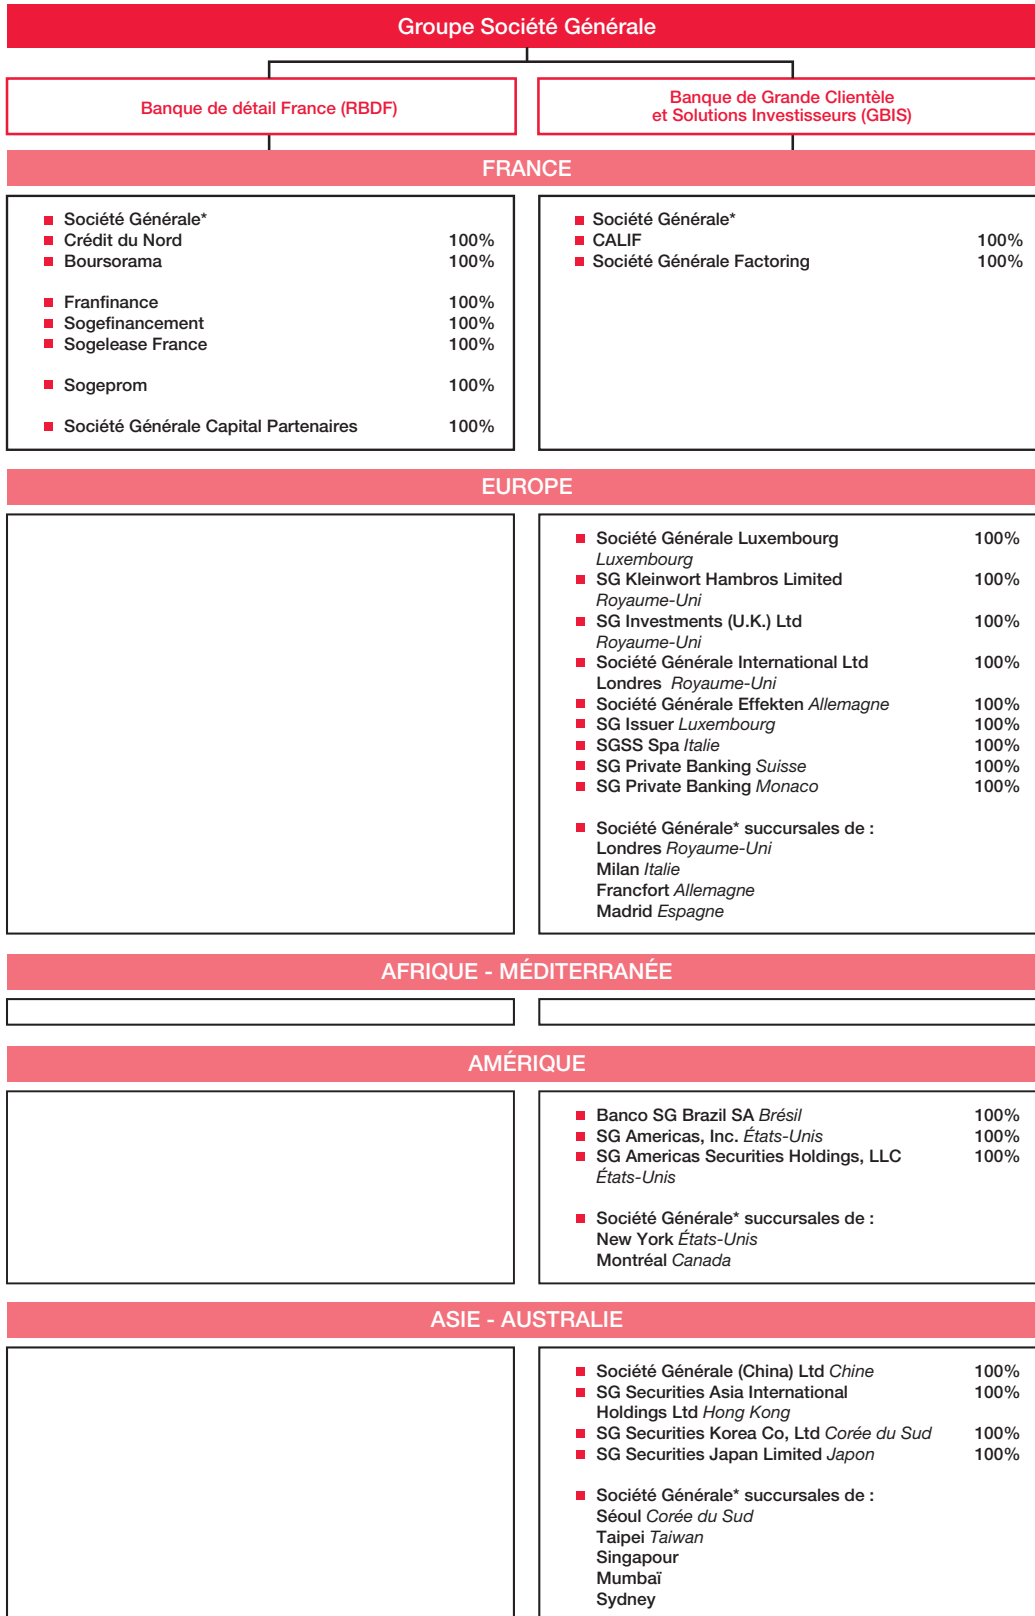 Groupe Société Générale
Banque de détail France (RBDF)
Banque de Grande Clientèle
et Solutions Investisseurs (GBIS)
FRANCE
Société Générale*
Crédit du Nord 100%
Boursorama 100%
Franfinance 100%
Sogefinancement 100%
Sogelease France 100%
Sogeprom 100%
Société Générale Capital Partenaires 100%
Société Générale*
CALIF 100%
Société Générale Factoring 100%
EUROPE
Société Générale Luxembourg 100%
Luxembourg
SG Kleinwort Hambros Limited 100%
Royaume-Uni
SG Investments (U.K.) Ltd 100%
Royaume-Uni
Société Générale International Ltd 100%
Londres Royaume-Uni
Société Générale Effekten Allemagne 100%
SG Issuer Luxembourg 100%
SGSS Spa Italie 100%
SG Private Banking Suisse 100%
SG Private Banking Monaco 100%
Société Générale* succursales de :
Londres Royaume-Uni
Milan Italie
Francfort Allemagne
Madrid Espagne
AFRIQUE - MÉDITERRANÉE
AMÉRIQUE
Banco SG Brazil SA Brésil 100%
SG Americas, Inc. États-Unis 100%
SG Americas Securities Holdings, LLC 100%
États-Unis
Société Générale* succursales de :
New York États-Unis
Montréal Canada
ASIE - AUSTRALIE
Société Générale (China) Ltd Chine 100%
SG Securities Asia International 100%
Holdings Ltd Hong Kong
SG Securities Korea Co, Ltd Corée du Sud 100%
SG Securities Japan Limited Japon 100%
Société Générale* succursales de :
Séoul Corée du Sud
Taipei Taiwan
Singapour
Mumbaï
Sydney